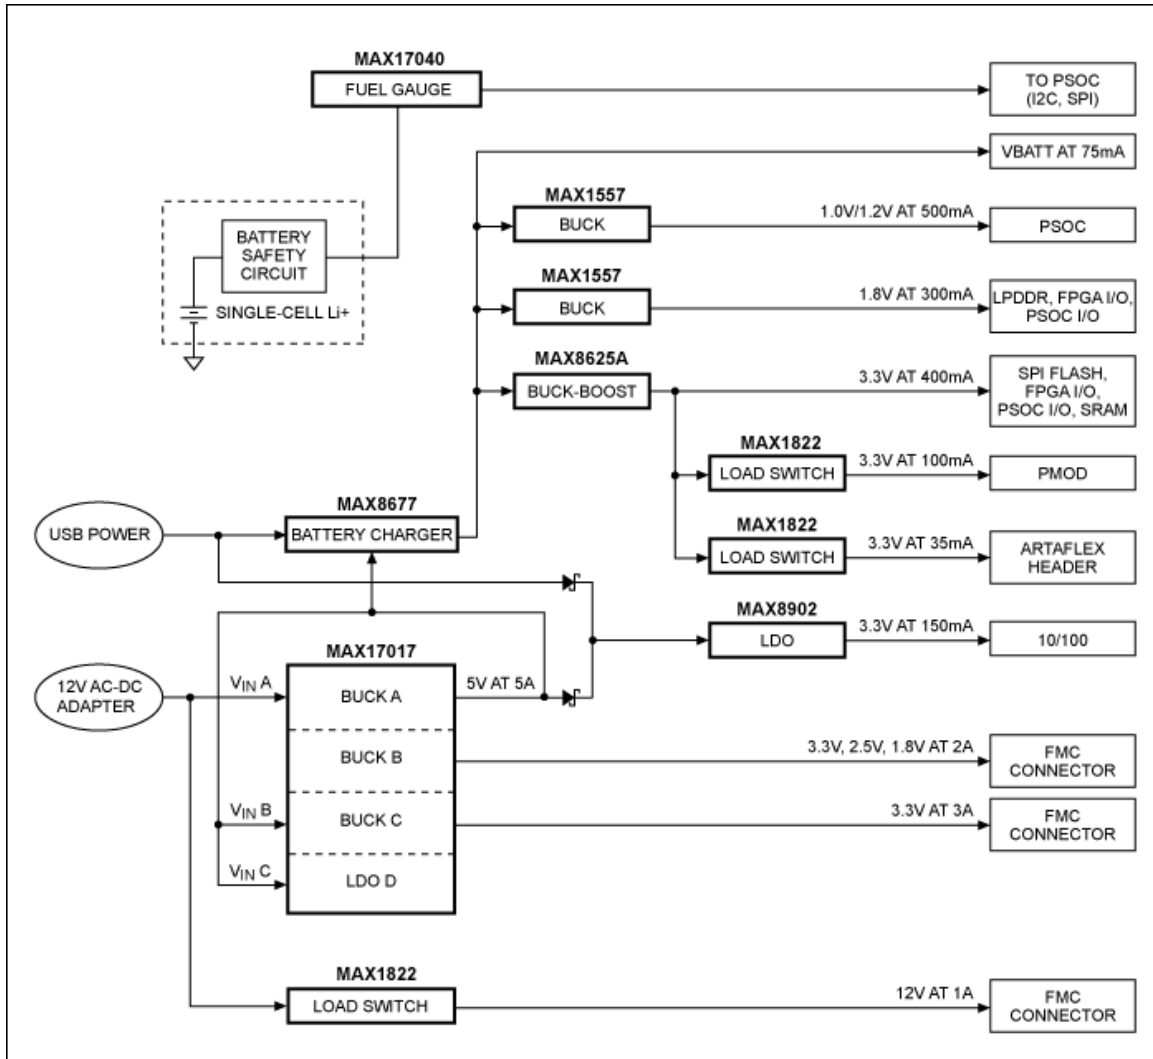 MAX17040
FUEL GAUGE
TO PSOC
(I2C, SPI)
VBATT AT 75mA
MAX1557
BUCK
1.0V/1.2V AT 500mA
PSOC
BATTERY
SAFETY
CIRCUIT
SINGLE-CELL Li+
MAX1557
BUCK
1.8V AT 300mA
LPDDR, FPGA I/O,
PSOC I/O
MAX8625A
BUCK-BOOST
3.3V AT 400mA
SPI FLASH,
FPGA I/O,
PSOC I/O, SRAM
MAX1822
LOAD SWITCH
3.3V AT 100mA
PMOD
USB POWER
MAX8677
BATTERY CHARGER
MAX1822
LOAD SWITCH
3.3V AT 35mA
ARTAFLEX
HEADER
MAX8902
LDO
3.3V AT 150mA
10/100
12V AC-DC
ADAPTER
MAX17017
VIN A
BUCK A
5V AT 5A
BUCK B
3.3V, 2.5V, 1.8V AT 2A
FMC
CONNECTOR
VIN B
BUCK C
3.3V AT 3A
FMC
CONNECTOR
VIN C
LDO D
MAX1822
LOAD SWITCH
12V AT 1A
FMC
CONNECTOR